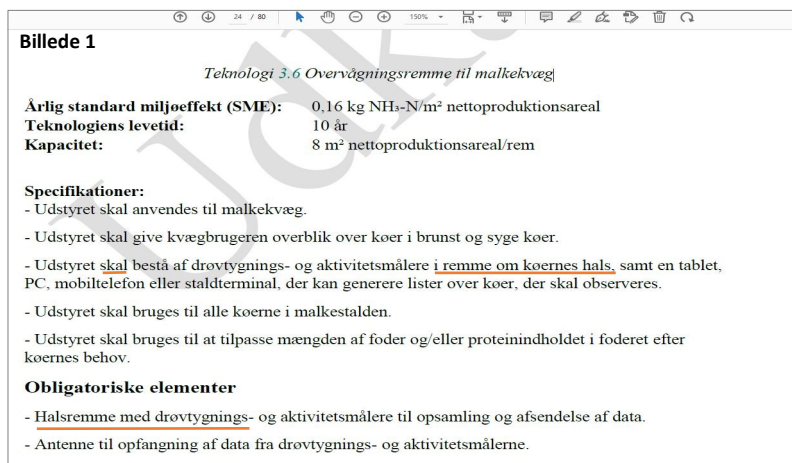 24 / 80
150%
Billede 1
Teknologi 3.6 Overvågningsremme til malkekvæg
Årlig standard miljøeffekt (SME): 0,16 kg NH₃-N/m² nettoproduktionsareal
Teknologiens levetid: 10 år
Kapacitet: 8 m² nettoproduktionsareal/rem
Specifikationer:
- Udstyret skal anvendes til malkekvæg.
- Udstyret skal give kvægbrugeren overblik over køer i brunst og syge køer.
- Udstyret skal bestå af drøvtygnings- og aktivitetsmålere i remme om køernes hals, samt en tablet,
PC, mobiltelefon eller staldterminal, der kan generere lister over køer, der skal observeres.
- Udstyret skal bruges til alle køerne i malkestalden.
- Udstyret skal bruges til at tilpasse mængden af foder og/eller proteinindholdet i foderet efter
køernes behov.
Obligatoriske elementer
- Halsremme med drøvtygnings- og aktivitetsmålere til opsamling og afsendelse af data.
- Antenne til opfangning af data fra drøvtygnings- og aktivitetsmålerne.
Udk